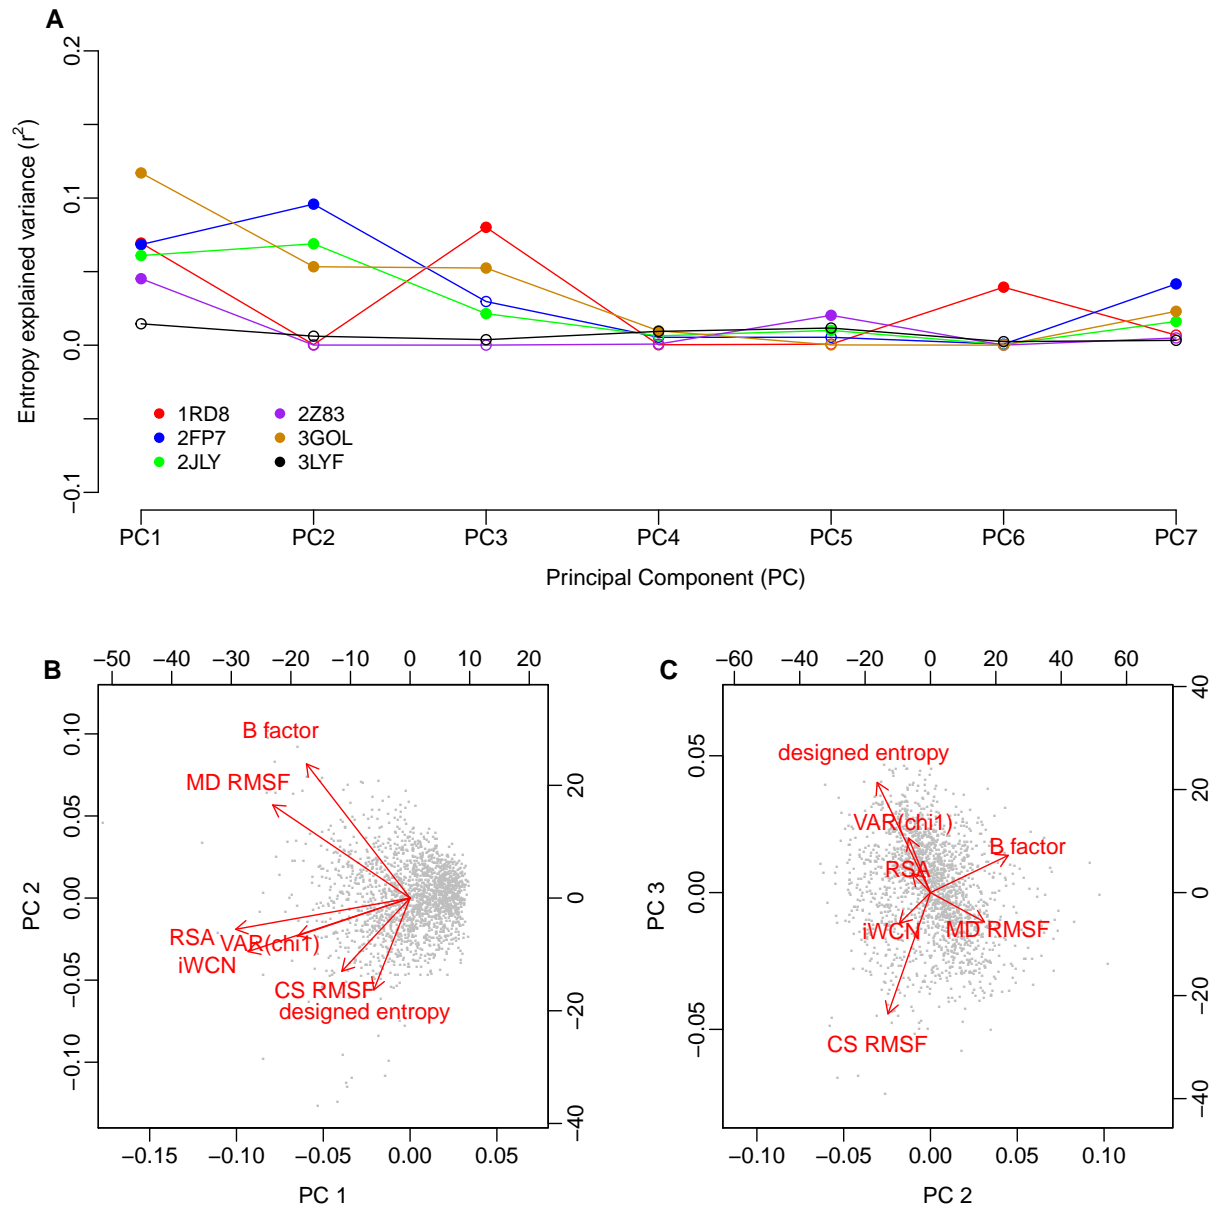 A
Entropy explained variance (r2)
0.2
0.1
0.0
−0.1
1RD8 2Z83
2FP7 3GOL
2JLY 3LYF
PC1 PC2 PC3 PC4 PC5 PC6 PC7
Principal Component (PC)
B
−50 −40 −30 −20 −10 0 10 20
PC 2
0.10
0.05
0.00
−0.05
−0.10
20
0
−20
−40
B factor
MD RMSF
RSA VAR(chi1)
iWCN
CS RMSF
designed entropy
−0.15 −0.10 −0.05 0.00 0.05
PC 1
C
−60 −40 −20 0 20 40 60
PC 3
0.05
0.00
−0.05
40
20
0
−20
−40
designed entropy
VAR(chi1)
B factor
RSA
iWCN MD RMSF
CS RMSF
−0.10 −0.05 0.00 0.05 0.10
PC 2